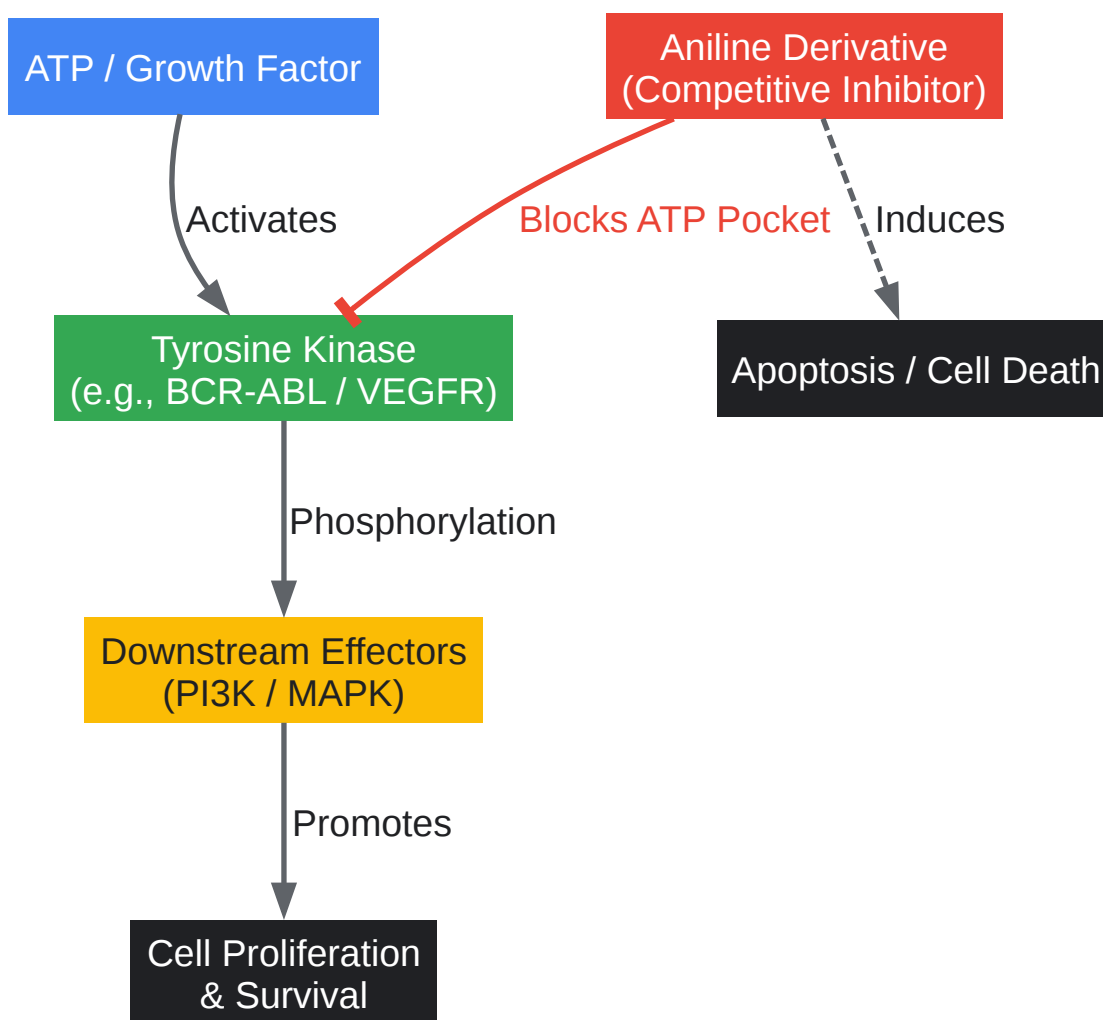 ATP / Growth Factor
Aniline Derivative
(Competitive Inhibitor)
Activates
Blocks ATP Pocket
Induces
Tyrosine Kinase
(e.g., BCR-ABL / VEGFR)
Apoptosis / Cell Death
Phosphorylation
Downstream Effectors
(PI3K / MAPK)
Promotes
Cell Proliferation
& Survival